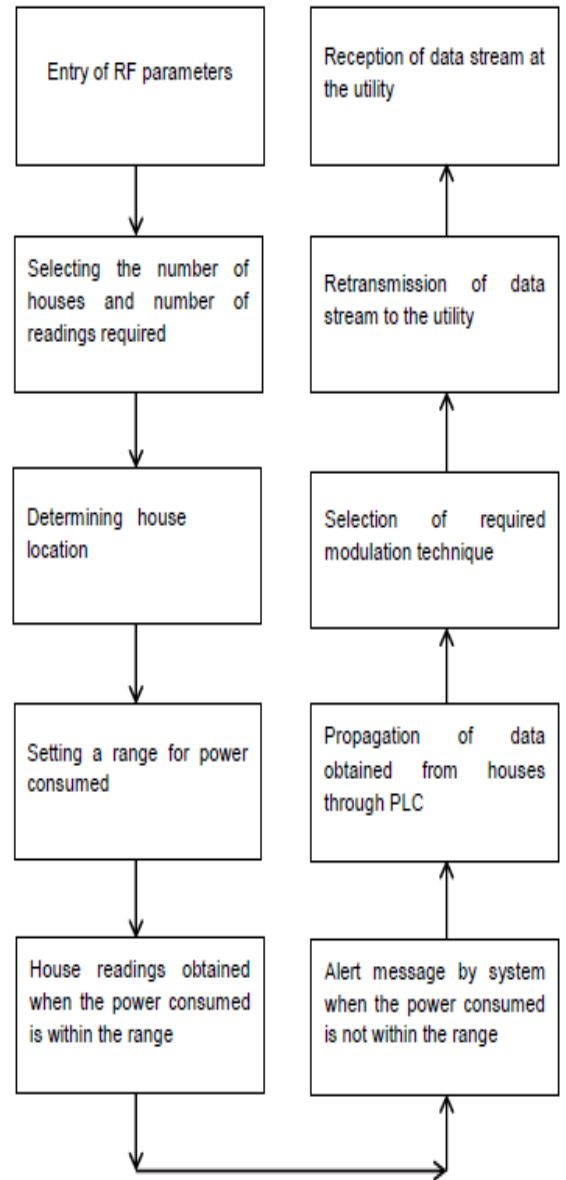 Entry of RF parameters
Selecting the number of
houses and number of
readings required
Determining house
location
Setting a range for power
consumed
House readings obtained
when the power consumed
is within the range
Alert message by system
when the power consumed
is not within the range
Propagation of data
obtained from houses
through PLC
Selection of required
modulation technique
Retransmission of data
stream to the utility
Reception of data stream at
the utility